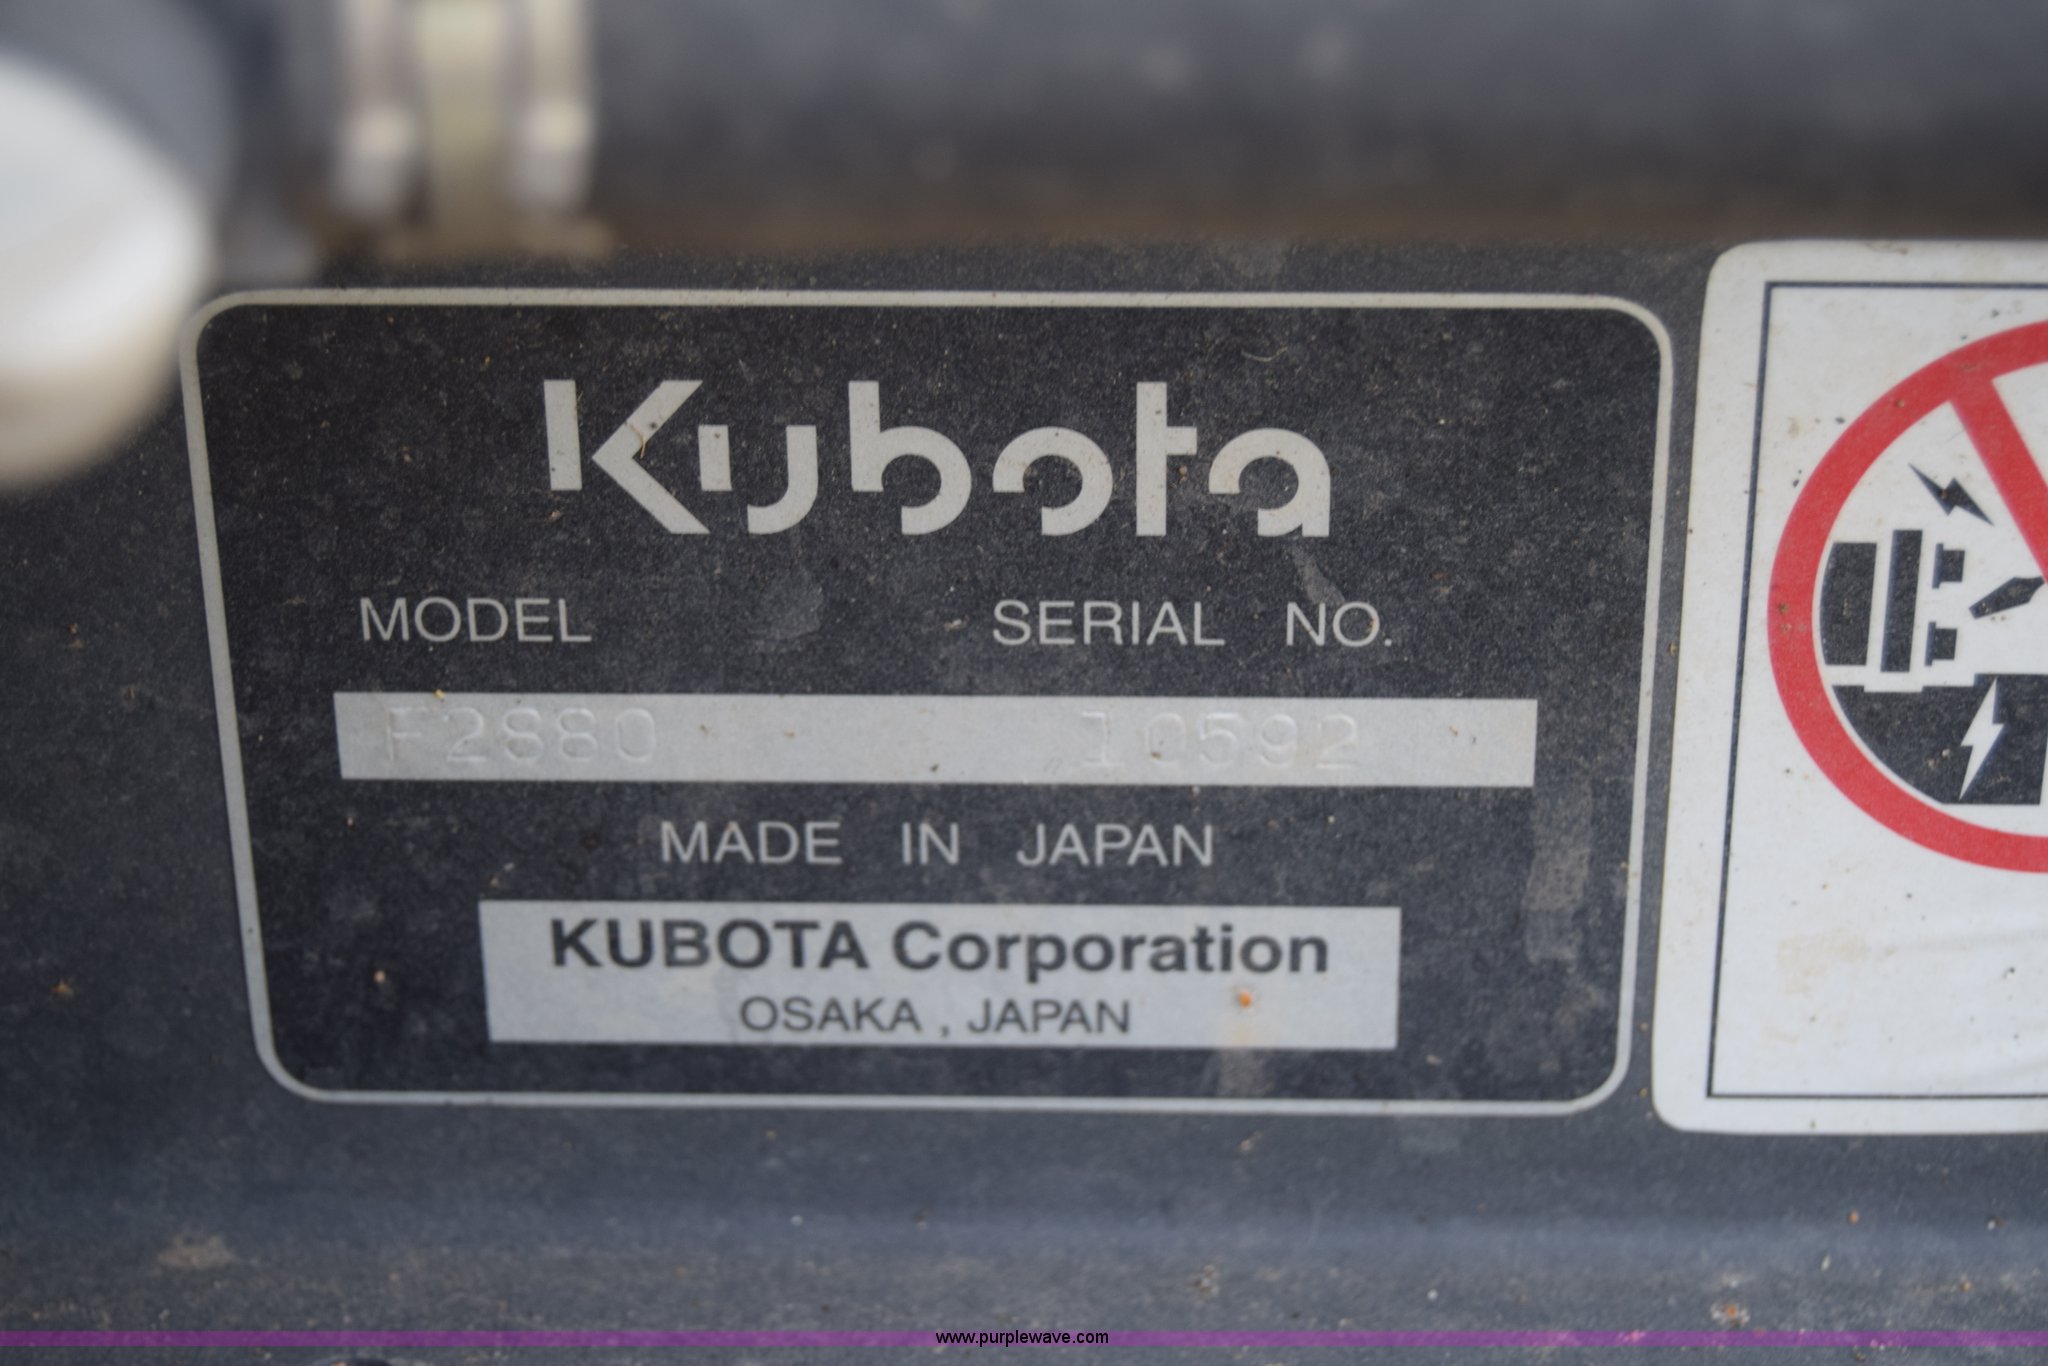 Kubota
MODEL SERIAL NO.
F2880 10592
MADE IN JAPAN
KUBOTA Corporation
OSAKA , JAPAN
www.purplewave.com